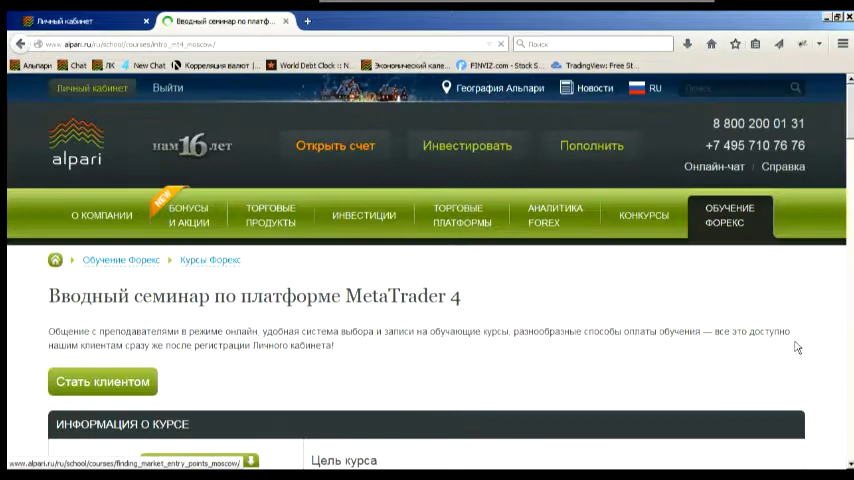 Личный кабинет
Вводный семинар по платф...
www.alpari.ru/ru/school/courses/intro_mt4_moscow/
Поиск
Альпари
Chat
ЛК
New Chat
Корреляция валют |...
World Debt Clock :: N...
Экономический кале...
FINVIZ.com - Stock S...
TradingView: Free St...
Личный кабинет
Выйти
География Альпари
Новости
RU
Поиск...
8 800 200 01 31
alpari
нам 16 лет
Открыть счет
Инвестировать
Пополнить
+7 495 710 76 76
Онлайн-чат
Справка
NEW
О КОМПАНИИ
БОНУСЫ
И АКЦИИ
ТОРГОВЫЕ
ПРОДУКТЫ
ИНВЕСТИЦИИ
ТОРГОВЫЕ
ПЛАТФОРМЫ
АНАЛИТИКА
FOREX
КОНКУРСЫ
ОБУЧЕНИЕ
ФОРЕКС
Обучение Форекс
Курсы Форекс
Вводный семинар по платформе MetaTrader 4
Общение с преподавателями в режиме онлайн, удобная система выбора и записи на обучающие курсы, разнообразные способы оплаты обучения — все это доступно
нашим клиентам сразу же после регистрации Личного кабинета!
Стать клиентом
ИНФОРМАЦИЯ О КУРСЕ
Цель курса
www.alpari.ru/ru/school/courses/finding_market_entry_points_moscow/